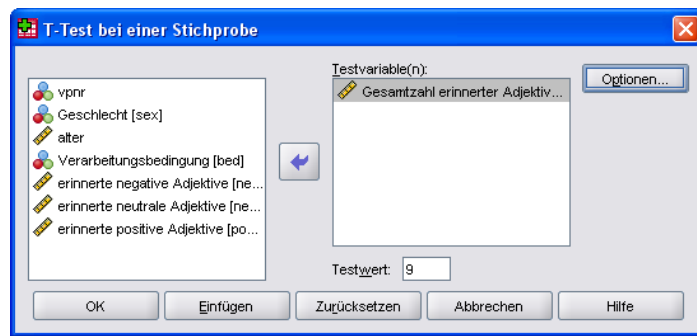 T-Test bei einer Stichprobe
vpnr
Geschlecht [sex]
alter
Verarbeitungsbedingung [bed]
erinnerte negative Adjektive [ne...
erinnerte neutrale Adjektive [ne...
erinnerte positive Adjektive [po...
Testvariable(n):
Gesamtzahl erinnerter Adjektiv...
Optionen...
Testwert: 9
OK Einfügen Zurücksetzen Abbrechen Hilfe